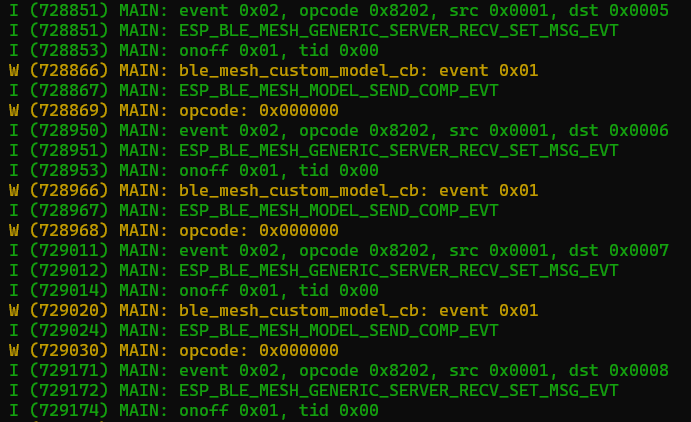 I (728851) MAIN: event 0x02, opcode 0x8202, src 0x0001, dst 0x0005
I (728851) MAIN: ESP_BLE_MESH_GENERIC_SERVER_RECV_SET_MSG_EVT
I (728853) MAIN: onoff 0x01, tid 0x00
W (728866) MAIN: ble_mesh_custom_model_cb: event 0x01
I (728867) MAIN: ESP_BLE_MESH_MODEL_SEND_COMP_EVT
W (728869) MAIN: opcode: 0x000000
I (728950) MAIN: event 0x02, opcode 0x8202, src 0x0001, dst 0x0006
I (728951) MAIN: ESP_BLE_MESH_GENERIC_SERVER_RECV_SET_MSG_EVT
I (728953) MAIN: onoff 0x01, tid 0x00
W (728966) MAIN: ble_mesh_custom_model_cb: event 0x01
I (728967) MAIN: ESP_BLE_MESH_MODEL_SEND_COMP_EVT
W (728968) MAIN: opcode: 0x000000
I (729011) MAIN: event 0x02, opcode 0x8202, src 0x0001, dst 0x0007
I (729012) MAIN: ESP_BLE_MESH_GENERIC_SERVER_RECV_SET_MSG_EVT
I (729014) MAIN: onoff 0x01, tid 0x00
W (729020) MAIN: ble_mesh_custom_model_cb: event 0x01
I (729024) MAIN: ESP_BLE_MESH_MODEL_SEND_COMP_EVT
W (729030) MAIN: opcode: 0x000000
I (729171) MAIN: event 0x02, opcode 0x8202, src 0x0001, dst 0x0008
I (729172) MAIN: ESP_BLE_MESH_GENERIC_SERVER_RECV_SET_MSG_EVT
I (729174) MAIN: onoff 0x01, tid 0x00